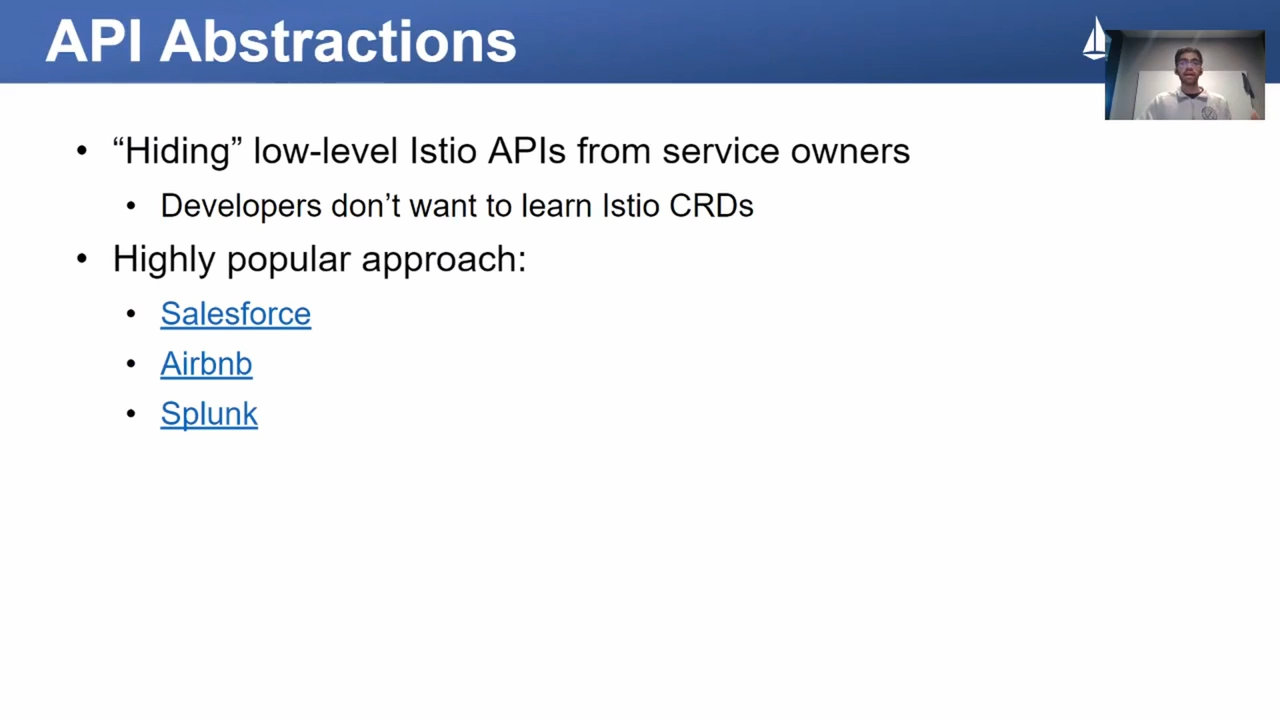 API Abstractions
• “Hiding” low-level Istio APIs from service owners
• Developers don’t want to learn Istio CRDs
• Highly popular approach:
• Salesforce
• Airbnb
• Splunk